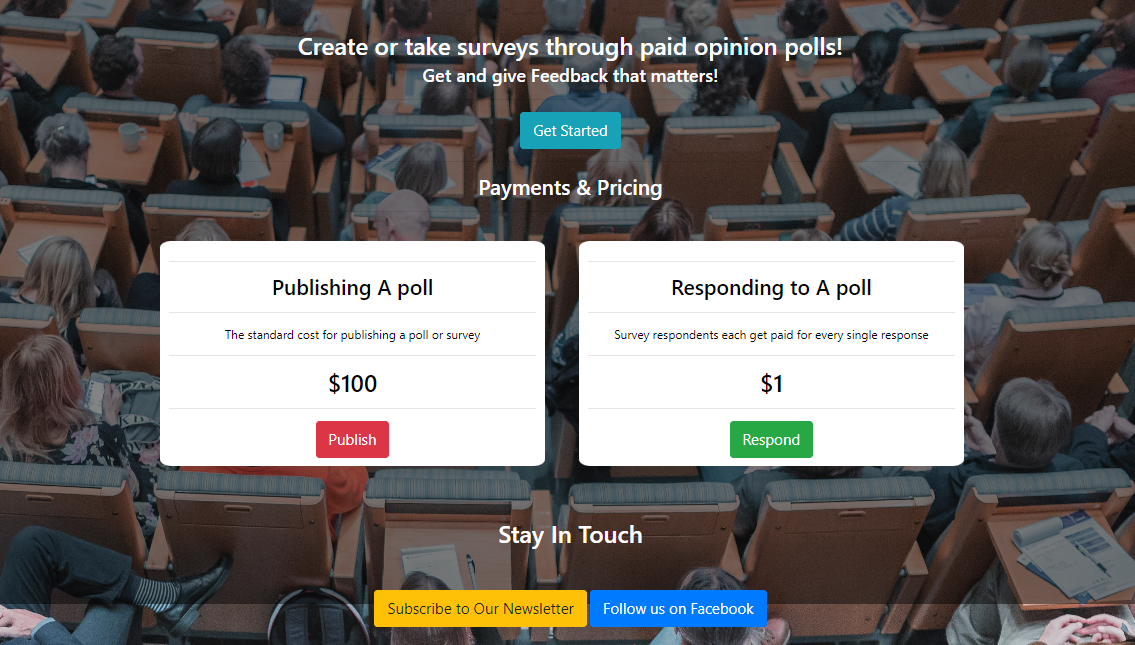 Create or take surveys through paid opinion polls!
Get and give Feedback that matters!
Get Started
Payments & Pricing
Publishing A poll
The standard cost for publishing a poll or survey
$100
Publish
Responding to A poll
Survey respondents each get paid for every single response
$1
Respond
Stay In Touch
Subscribe to Our Newsletter
Follow us on Facebook